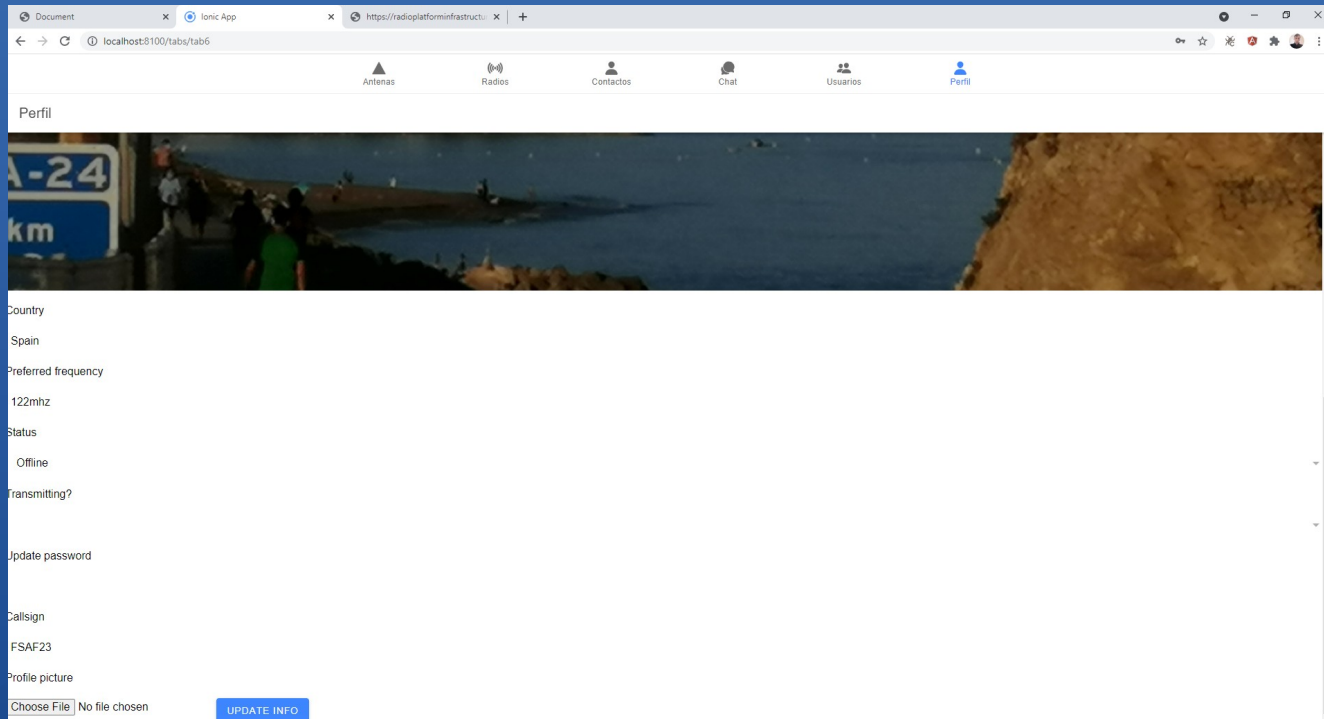 Document
Ionic App
https://radioplatforminfrastructu
localhost:8100/tabs/tab6
Antenas
Radios
Contactos
Chat
Usuarios
Perfil
Perfil
A-24
km
Country
Spain
Preferred frequency
122mhz
Status
Offline
Transmitting?
Update password
Callsign
FSAF23
Profile picture
Choose File No file chosen
UPDATE INFO